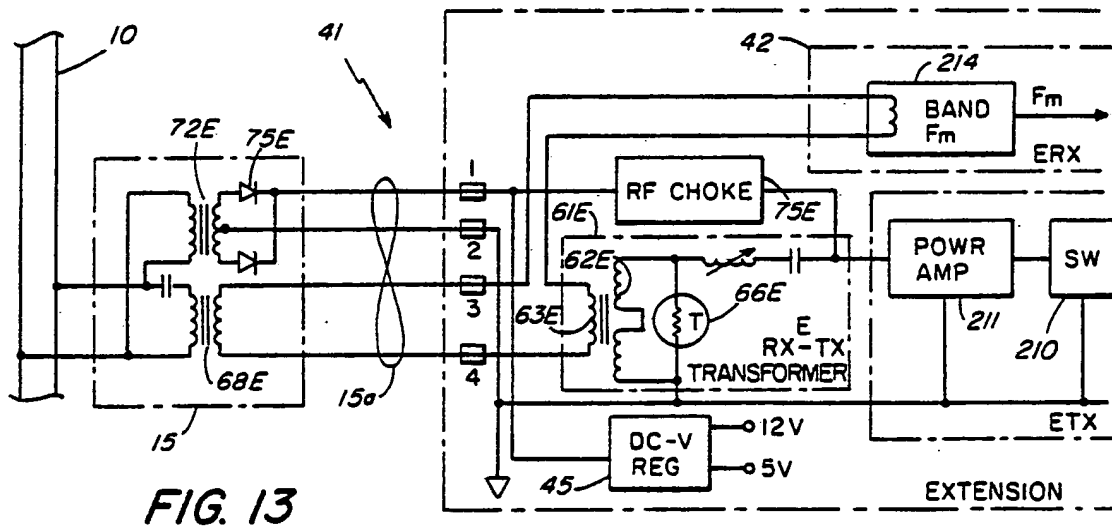 10
41
42
214
BAND
Fm
Fm
ERX
72E
75E
1
RF CHOKE
75E
61E
2
62E
POWR
AMP
SW
3
66E
63E
T
E
RX-TX
TRANSFORMER
211
210
4
68E
15a
15
12V
DC-V
REG
5V
45
ETX
EXTENSION
FIG. 13